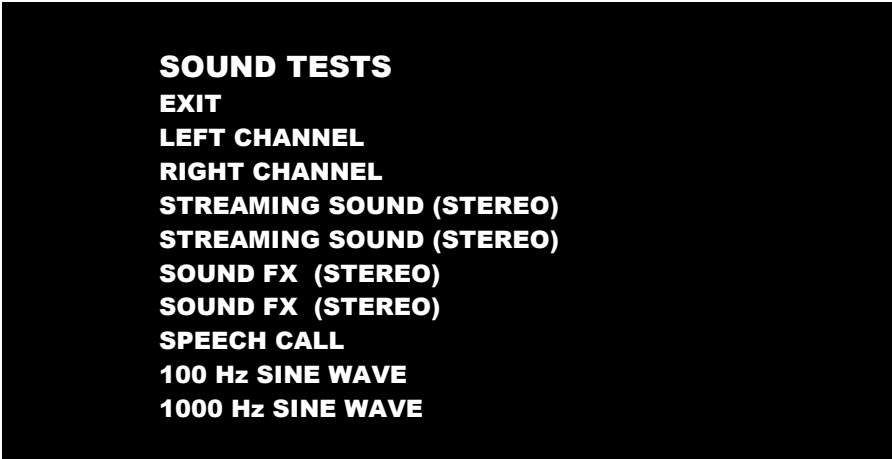 SOUND TESTS
EXIT
LEFT CHANNEL
RIGHT CHANNEL
STREAMING SOUND (STEREO)
STREAMING SOUND (STEREO)
SOUND FX  (STEREO)
SOUND FX  (STEREO)
SPEECH CALL
100 Hz SINE WAVE
1000 Hz SINE WAVE